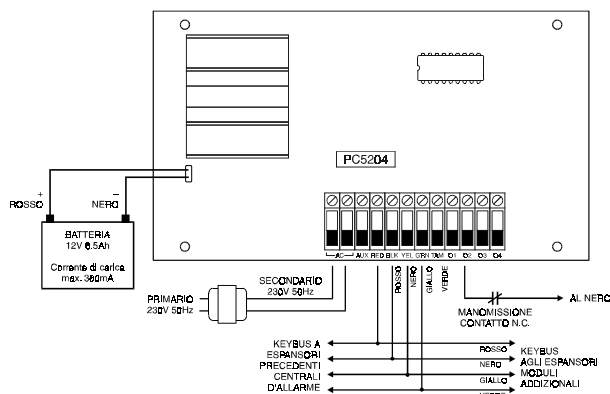 PC5204
AC AUX RED BLK YEL GRN TAM O1 O2 O3 O4
+
ROSSO
–
NERO
BATTERIA
12V 6.5Ah
Corrente di carica
max. 360mA
ROSSO
NERO
GIALLO
VERDE
SECONDARIO
230V 50Hz
PRIMARIO
230V 50Hz
AL NERO
MANOMISSIONE
CONTATTO N.C.
KEYBUS A
ESPANSORI
PRECEDENTI
CENTRALI
D'ALLARME
ROSSO
NERO
GIALLO
VERDE
KEYBUS
AGLI ESPANSORI
MODULI
ADDIZIONALI